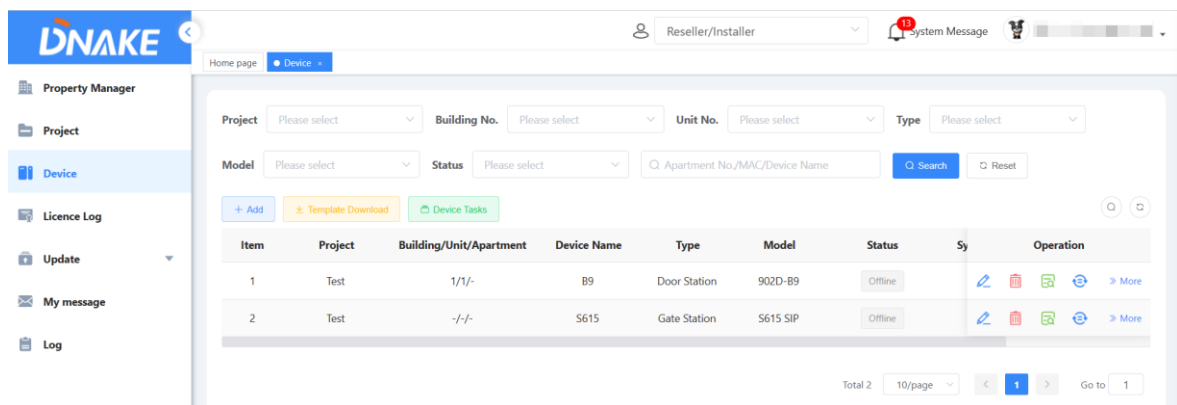 DNAKE
Reseller/Installer
13
System Message
Home page
Device ×
Property Manager
Project
Device
Licence Log
Update
My message
Log
Project Please select Building No. Please select Unit No. Please select Type Please select
Model Please select Status Please select Apartment No./MAC/Device Name Search Reset
+ Add Template Download Device Tasks
Item Project Building/Unit/Apartment Device Name Type Model Status Sy Operation
1 Test 1/1/- B9 Door Station 902D-B9 Offline » More
2 Test -/-/- S615 Gate Station S615 SIP Offline » More
Total 2 10/page < 1 > Go to 1